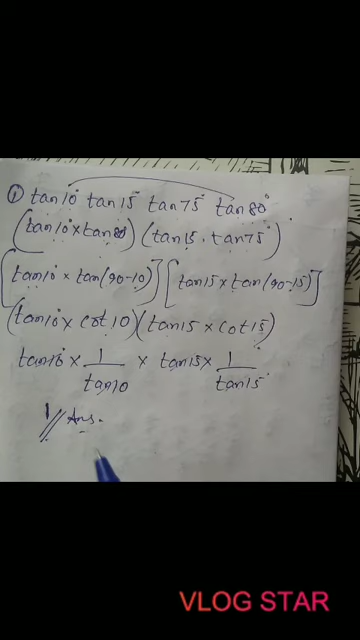 ① tan10° tan15° tan75° tan80°
(tan10° × tan80) (tan15 . tan75°)
[tan10° × tan(90-10)] [tan15 × tan(90-15)]
(tan10° × cot10) (tan15 × cot15)
tan10° × 1/tan10 × tan15 × 1/tan15°
1// Ans.
VLOG STAR